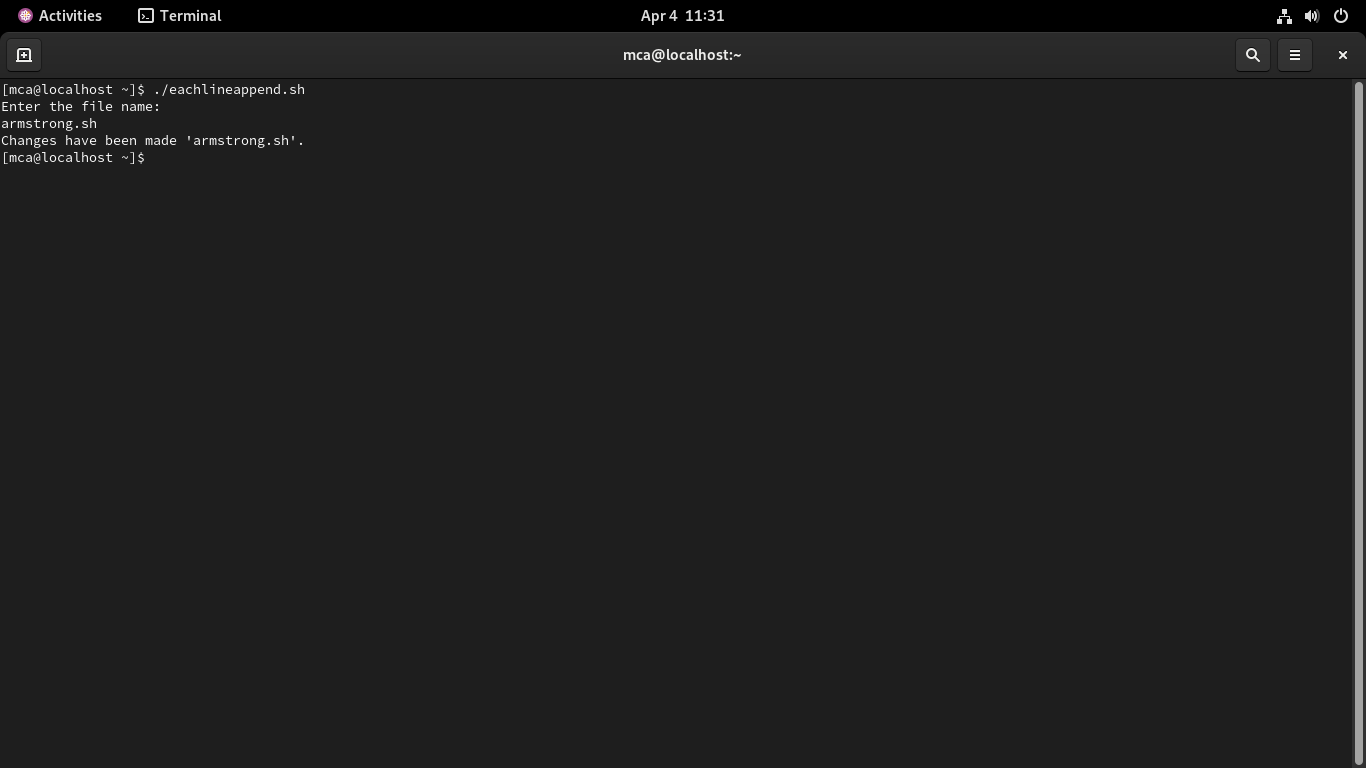 Activities Terminal Apr 4 11:31
mca@localhost:~
[mca@localhost ~]$ ./eachlineappend.sh
Enter the file name:
armstrong.sh
Changes have been made 'armstrong.sh'.
[mca@localhost ~]$